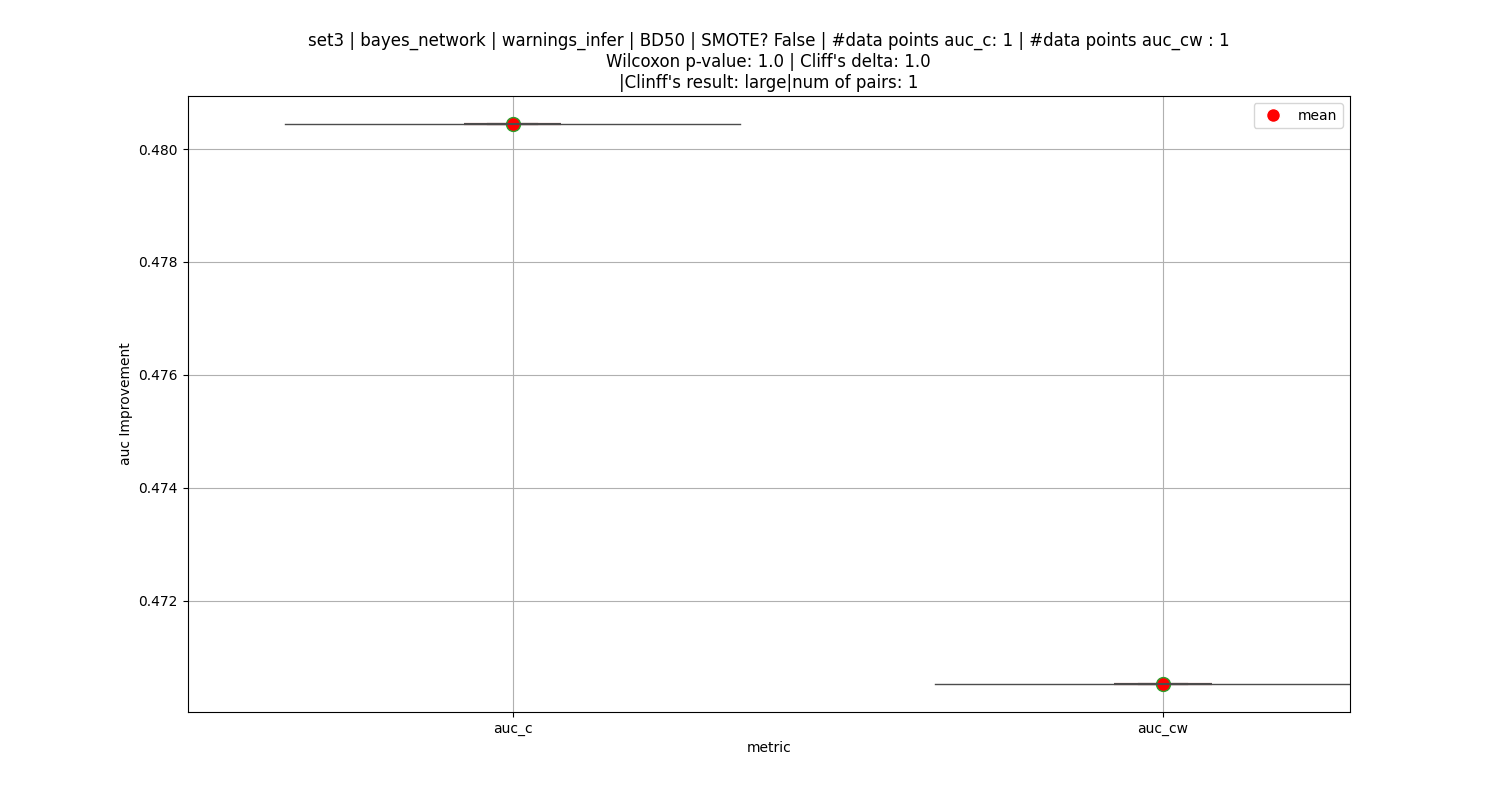 set3 | bayes_network | warnings_infer | BD50 | SMOTE? False | #data points auc_c: 1 | #data points auc_cw : 1
Wilcoxon p-value: 1.0 | Cliff's delta: 1.0
|Clinff's result: large|num of pairs: 1
mean
0.480
0.478
0.476
0.474
0.472
auc Improvement
auc_c
auc_cw
metric